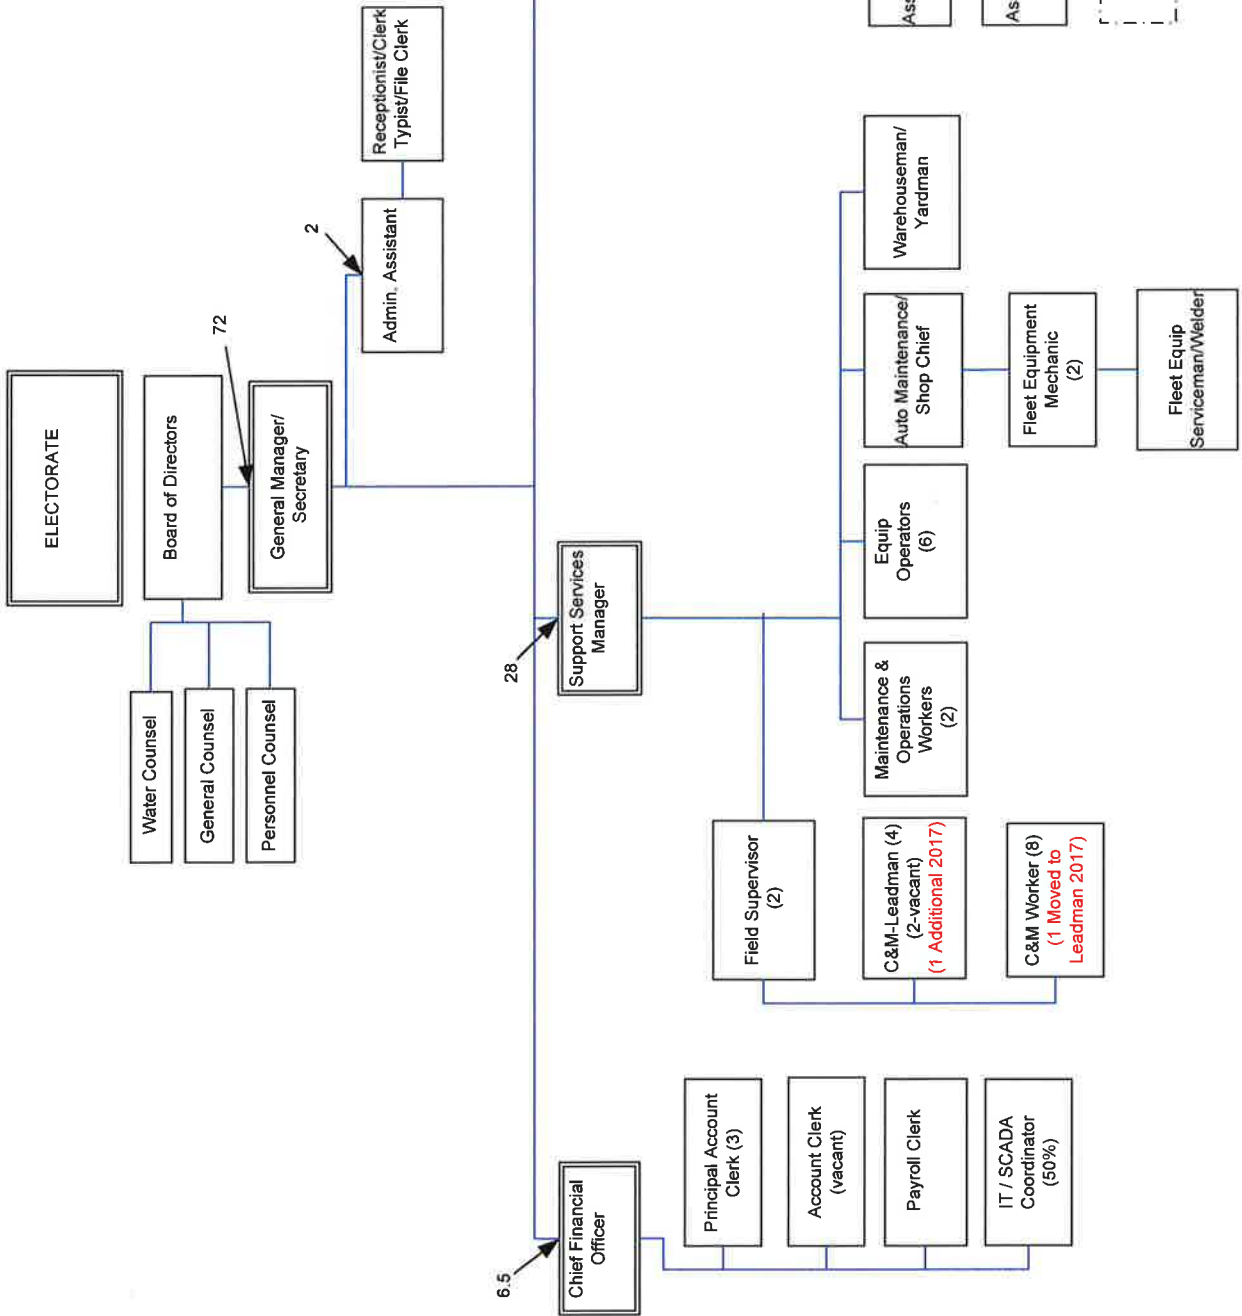 ELECTORATE
Board of Directors
72
General Manager/
Secretary
Water Counsel
General Counsel
Personnel Counsel
2
Admin. Assistant
Receptionist/Clerk
Typist/File Clerk
6.5
Chief Financial
Officer
Principal Account
Clerk (3)
Account Clerk
(vacant)
Payroll Clerk
IT / SCADA
Coordinator
(50%)
28
Support Services
Manager
Field Supervisor
(2)
C&M-Leadman (4)
(2-vacant)
(1 Additional 2017)
C&M Worker (8)
(1 Moved to
Leadman 2017)
Maintenance &
Operations
Workers
(2)
Equip
Operators
(6)
Auto Maintenance/
Shop Chief
Fleet Equipment
Mechanic
(2)
Fleet Equip
Serviceman/Welder
Warehouseman/
Yardman